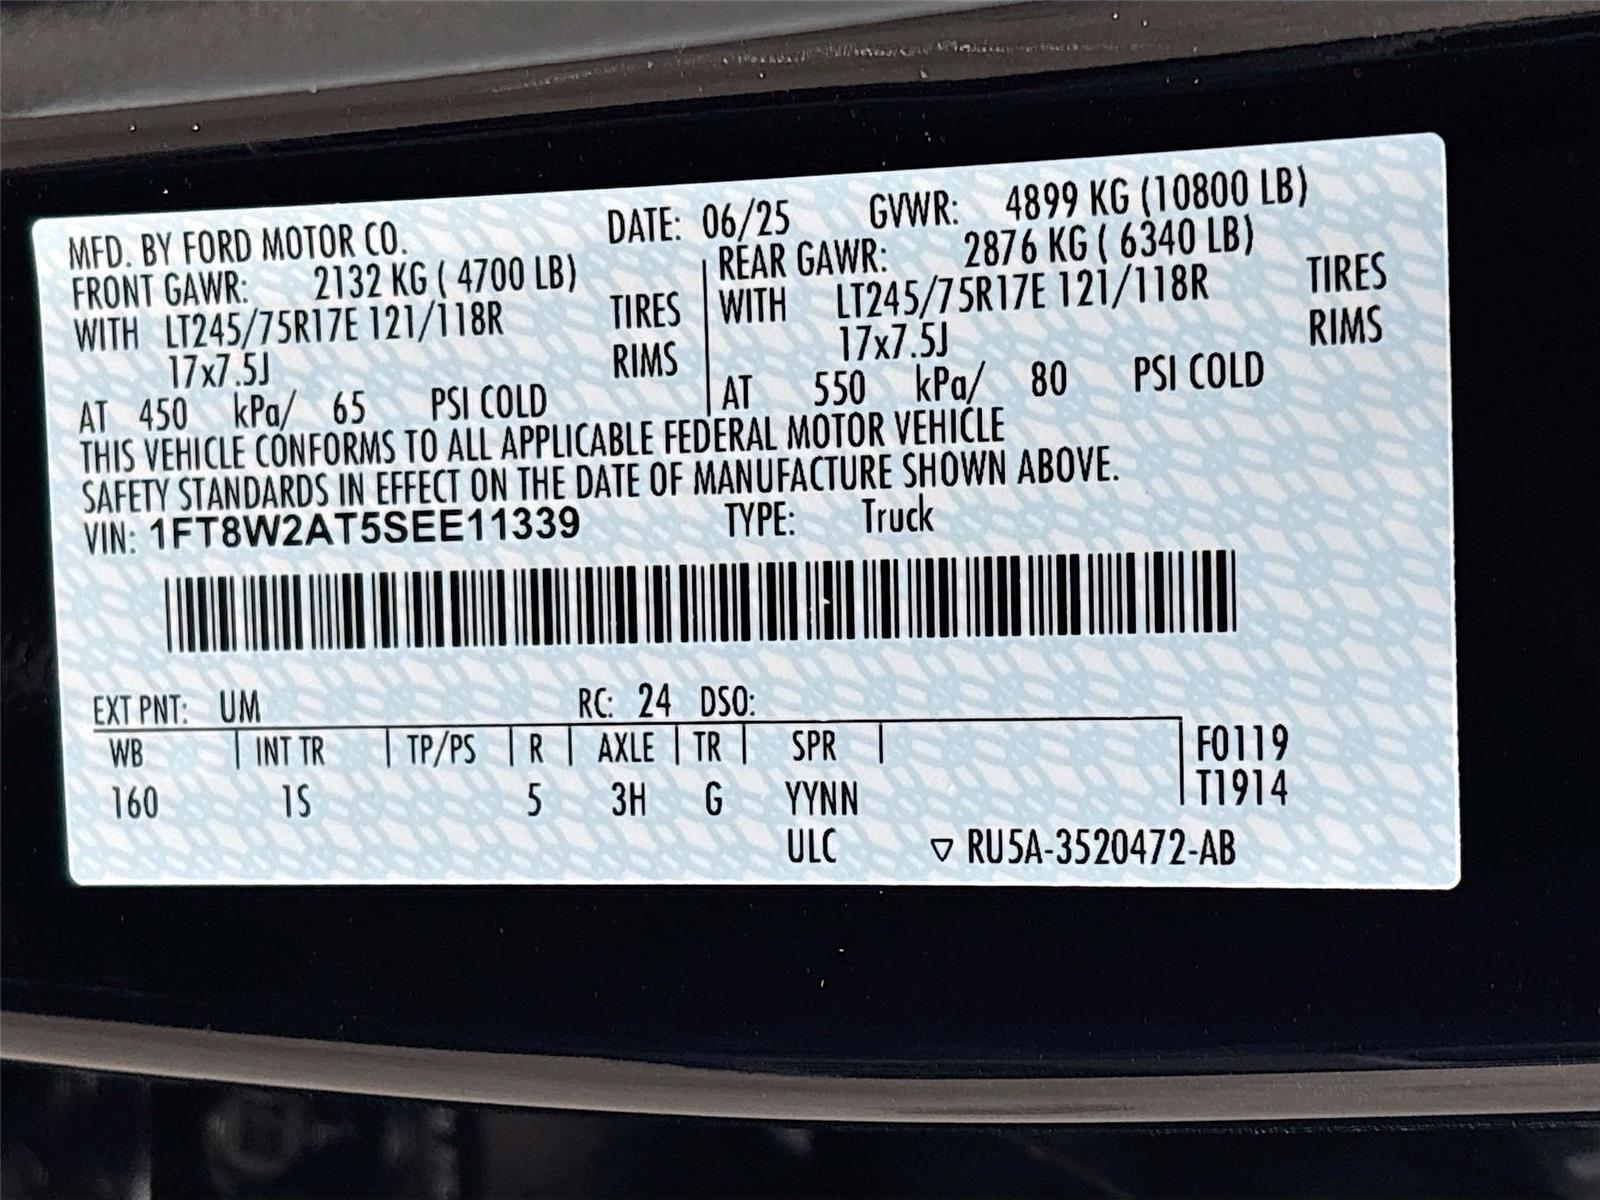 MFD. BY FORD MOTOR CO. DATE: 06/25 GVWR: 4899 KG (10800 LB)
FRONT GAWR: 2132 KG ( 4700 LB) REAR GAWR: 2876 KG ( 6340 LB)
WITH LT245/75R17E 121/118R TIRES WITH LT245/75R17E 121/118R TIRES
17x7.5J RIMS 17x7.5J RIMS
AT 450 kPa/ 65 PSI COLD AT 550 kPa/ 80 PSI COLD
THIS VEHICLE CONFORMS TO ALL APPLICABLE FEDERAL MOTOR VEHICLE
SAFETY STANDARDS IN EFFECT ON THE DATE OF MANUFACTURE SHOWN ABOVE.
VIN: 1FT8W2AT5SEE11339 TYPE: Truck
EXT PNT: UM RC: 24 DSO:
WB INT TR TP/PS R AXLE TR SPR F0119
160 1S 5 3H G YYNN T1914
ULC ▽ RU5A-3520472-AB